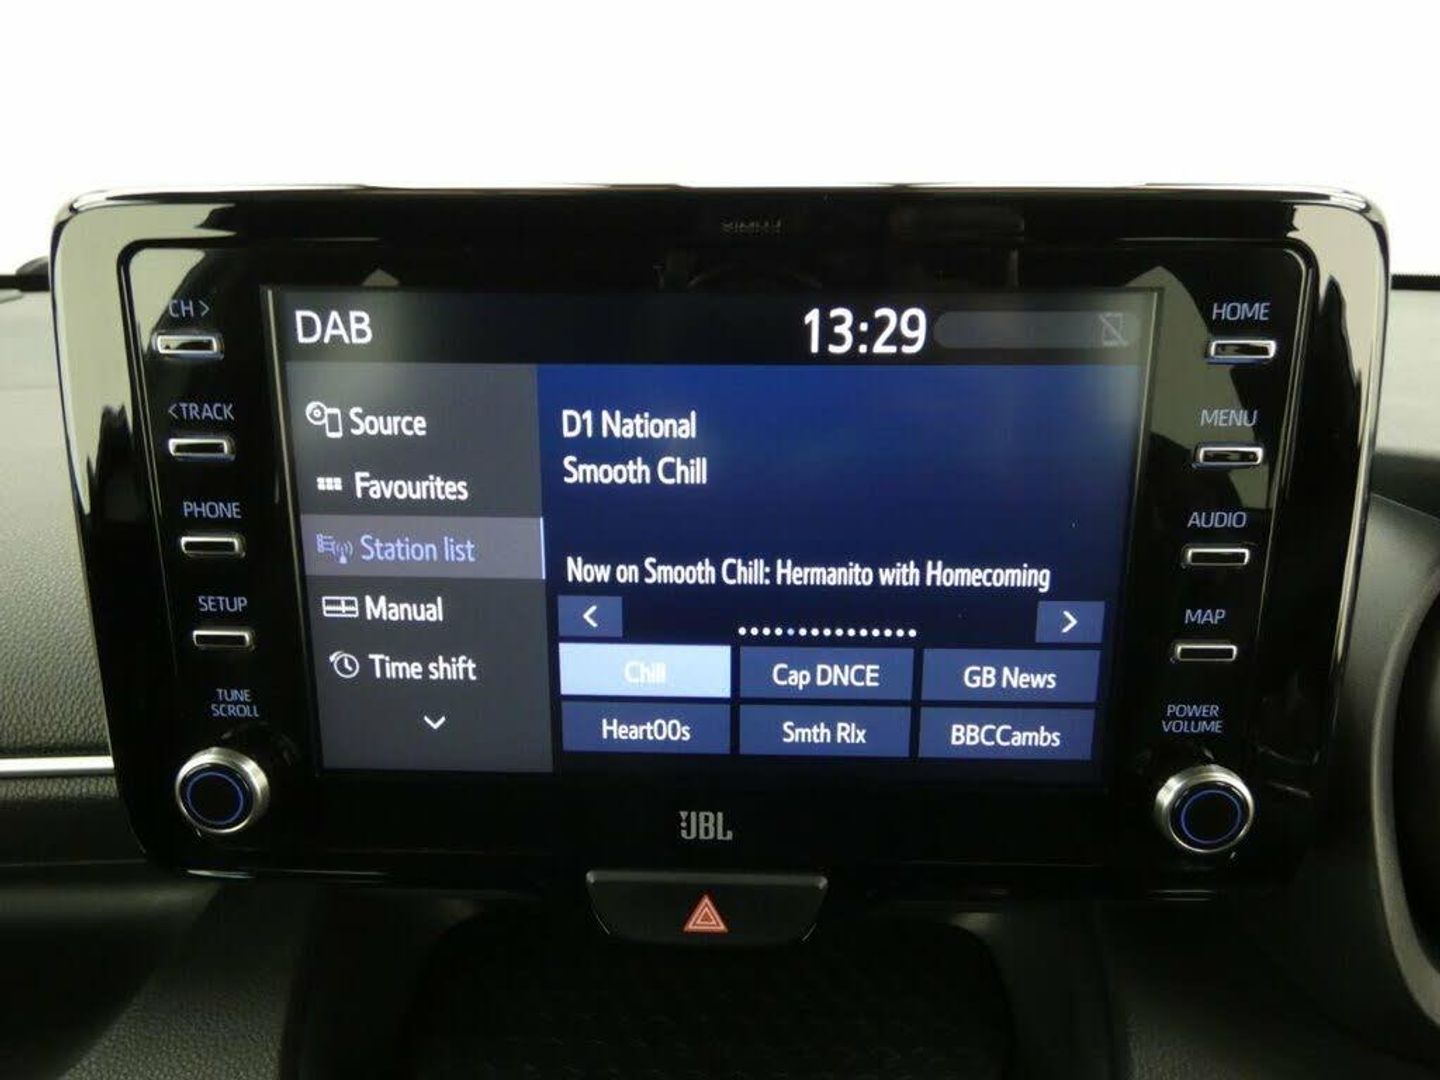 CH >
DAB
13:29
HOME
<TRACK
Source
D1 National
MENU
Favourites
Smooth Chill
PHONE
Station list
AUDIO
Now on Smooth Chill: Hermanito with Homecoming
SETUP
Manual
<
>
MAP
Time shift
Chill
Cap DNCE
GB News
TUNE
SCROLL
POWER
VOLUME
Heart00s
Smth Rlx
BBCCambs
JBL